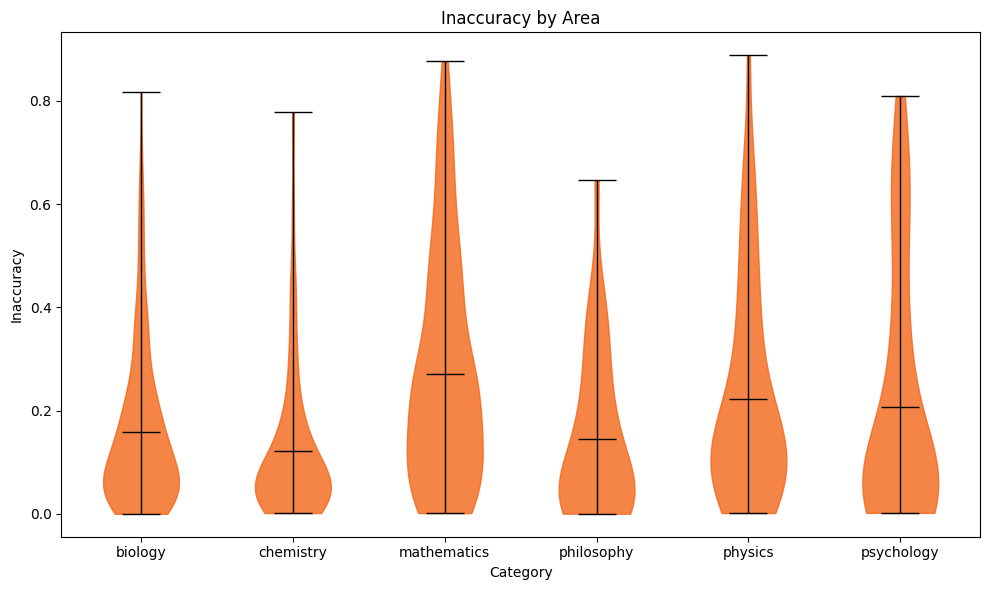 Inaccuracy by Area
Inaccuracy
0.8
0.6
0.4
0.2
0.0
biology chemistry mathematics philosophy physics psychology
Category